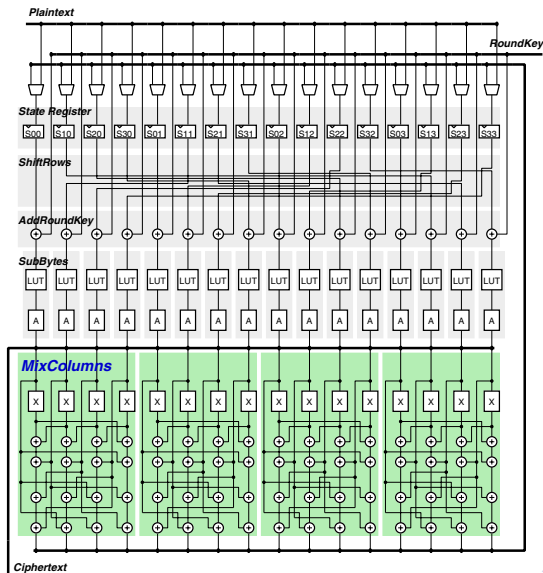 Plaintext
RoundKey
State Register
S00 S10 S20 S30 S01 S11 S21 S31 S02 S12 S22 S32 S03 S13 S23 S33
ShiftRows
AddRoundKey
SubBytes
LUT LUT LUT LUT LUT LUT LUT LUT LUT LUT LUT LUT LUT LUT LUT LUT
A A A A A A A A A A A A A A A A
MixColumns
X X X X X X X X X X X X X X X X
Ciphertext